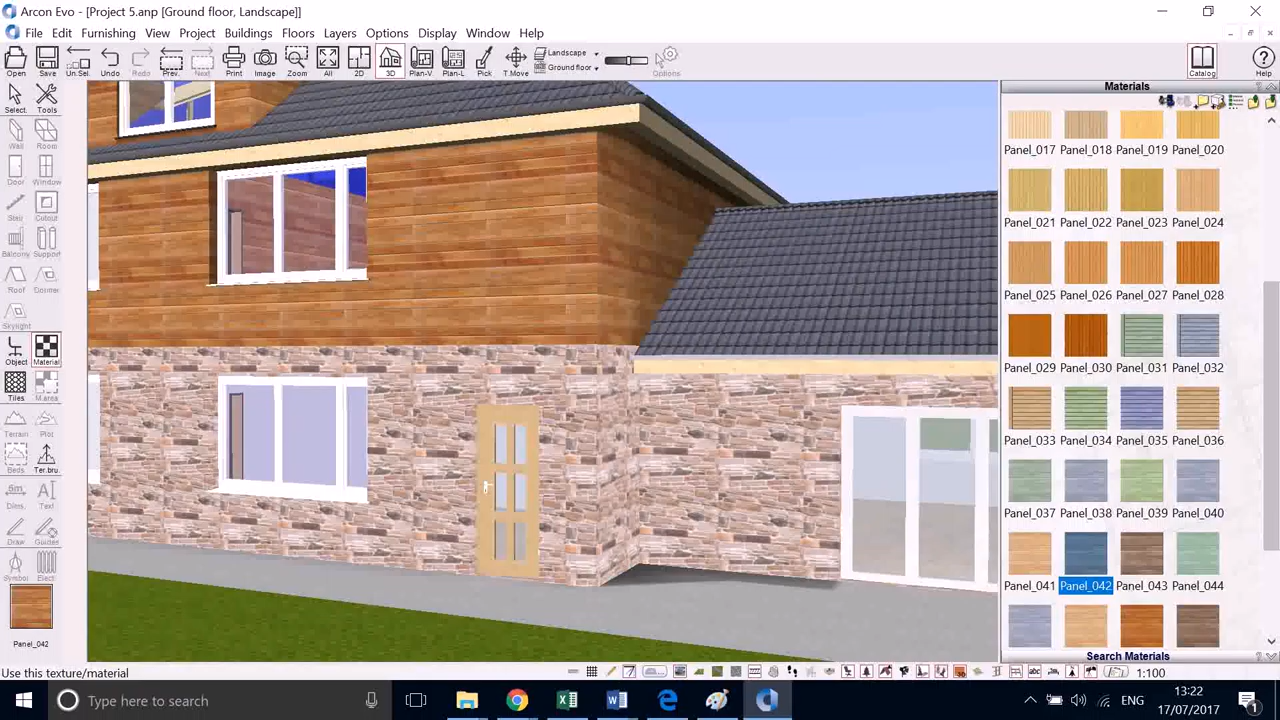 Arcon Evo - [Project 5.anp [Ground floor, Landscape]]
File Edit Furnishing View Project Buildings Floors Layers Options Display Window Help
Open Save Un.Sel. Undo Redo Prev. Next Print Image Zoom All 2D 3D Plan-V Plan-L Pick T.Move Landscape Ground floor Options Catalog Help
Select. Tools
Wall Room
Door Window
Stair Cutout
Balcony Support
Roof Dormer
Skylight
Object Material
Tiles M.area
Terrain Plot
Beds Ter.bru.
5m
Dims. Text
Draw Guides
Symbol Elect
Panel_042
Materials
Panel_017 Panel_018 Panel_019 Panel_020
Panel_021 Panel_022 Panel_023 Panel_024
Panel_025 Panel_026 Panel_027 Panel_028
Panel_029 Panel_030 Panel_031 Panel_032
Panel_033 Panel_034 Panel_035 Panel_036
Panel_037 Panel_038 Panel_039 Panel_040
Panel_041 Panel_042 Panel_043 Panel_044
Search Materials
Use this texture/material
abc
1:100
Type here to search
ENG
13:22
17/07/2017
1